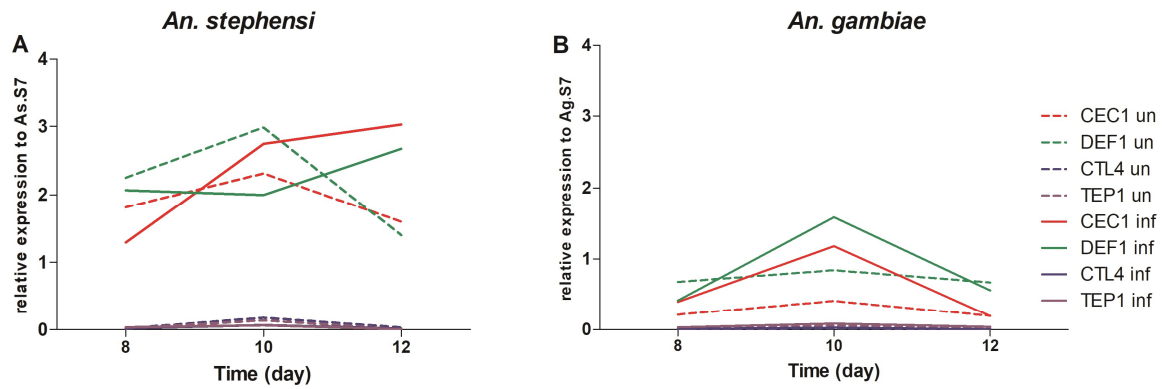 An. stephensi
A
relative expression to As.S7
4
3
2
1
0
8
10
12
Time (day)
An. gambiae
B
relative expression to Ag.S7
4
3
2
1
0
8
10
12
Time (day)
CEC1 un
DEF1 un
CTL4 un
TEP1 un
CEC1 inf
DEF1 inf
CTL4 inf
TEP1 inf